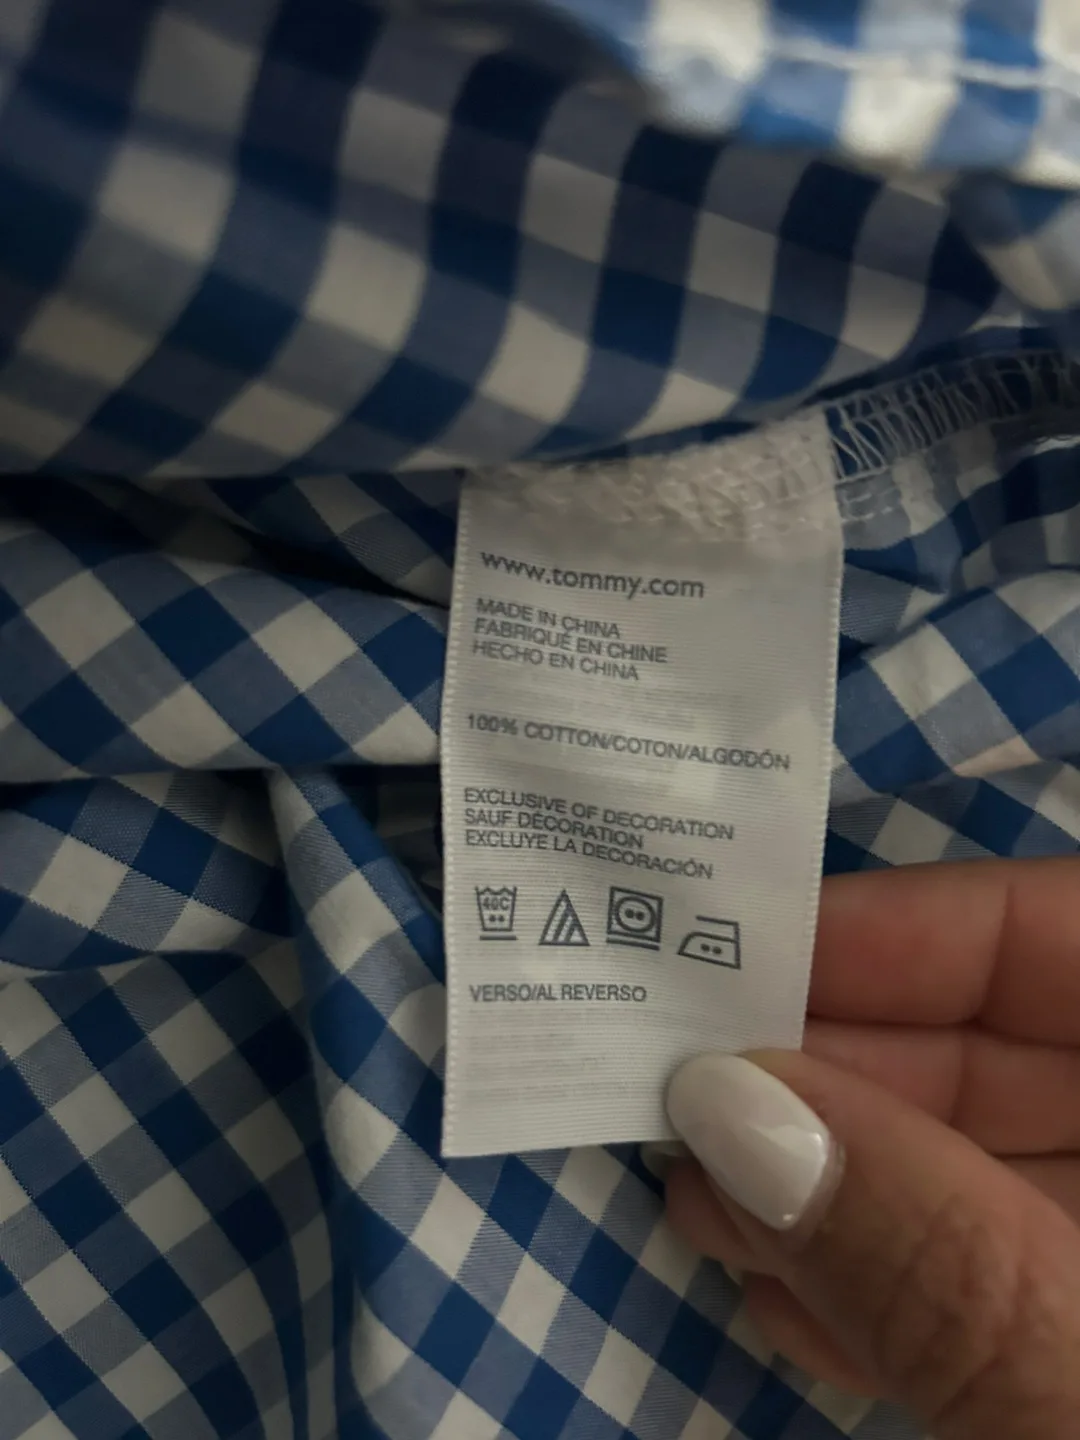 www.tommy.com
MADE IN CHINA
FABRIQUÉ EN CHINE
HECHO EN CHINA
100% COTTON/COTON/ALGODÓN
EXCLUSIVE OF DECORATION
SAUF DÉCORATION
EXCLUYE LA DECORACIÓN
40C
VERSO/AL REVERSO